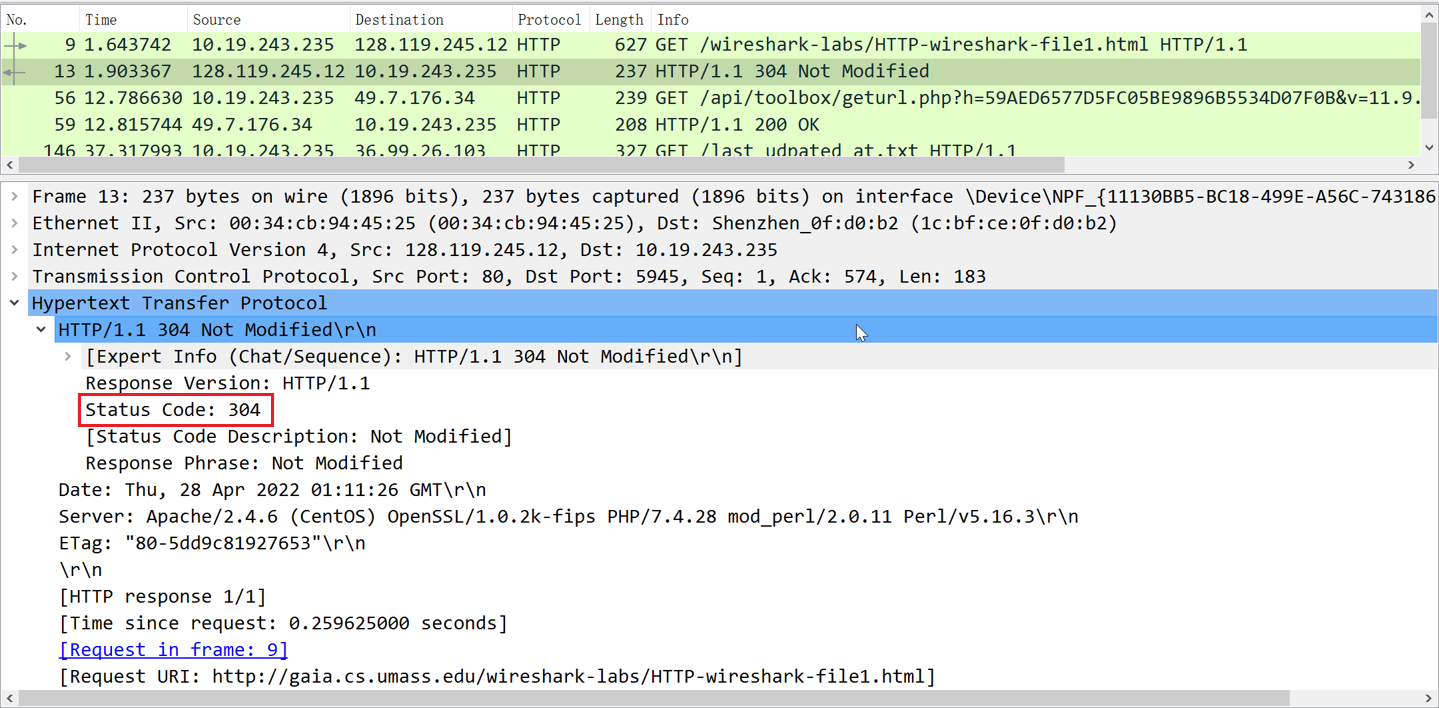 No. Time Source Destination Protocol Length Info
9 1.643742 10.19.243.235 128.119.245.12 HTTP 627 GET /wireshark-labs/HTTP-wireshark-file1.html HTTP/1.1
13 1.903367 128.119.245.12 10.19.243.235 HTTP 237 HTTP/1.1 304 Not Modified
56 12.786630 10.19.243.235 49.7.176.34 HTTP 239 GET /api/toolbox/geturl.php?h=59AED6577D5FC05BE9896B5534D07F0B&v=11.9.
59 12.815744 49.7.176.34 10.19.243.235 HTTP 208 HTTP/1.1 200 OK
146 37.317993 10.19.243.235 36.99.26.103 HTTP 327 GET /last_udpated_at.txt HTTP/1.1
Frame 13: 237 bytes on wire (1896 bits), 237 bytes captured (1896 bits) on interface \Device\NPF_{11130BB5-BC18-499E-A56C-743186
Ethernet II, Src: 00:34:cb:94:45:25 (00:34:cb:94:45:25), Dst: Shenzhen_0f:d0:b2 (1c:bf:ce:0f:d0:b2)
Internet Protocol Version 4, Src: 128.119.245.12, Dst: 10.19.243.235
Transmission Control Protocol, Src Port: 80, Dst Port: 5945, Seq: 1, Ack: 574, Len: 183
Hypertext Transfer Protocol
HTTP/1.1 304 Not Modified\r\n
[Expert Info (Chat/Sequence): HTTP/1.1 304 Not Modified\r\n]
Response Version: HTTP/1.1
Status Code: 304
[Status Code Description: Not Modified]
Response Phrase: Not Modified
Date: Thu, 28 Apr 2022 01:11:26 GMT\r\n
Server: Apache/2.4.6 (CentOS) OpenSSL/1.0.2k-fips PHP/7.4.28 mod_perl/2.0.11 Perl/v5.16.3\r\n
ETag: "80-5dd9c81927653"\r\n
\r\n
[HTTP response 1/1]
[Time since request: 0.259625000 seconds]
[Request in frame: 9]
[Request URI: http://gaia.cs.umass.edu/wireshark-labs/HTTP-wireshark-file1.html]